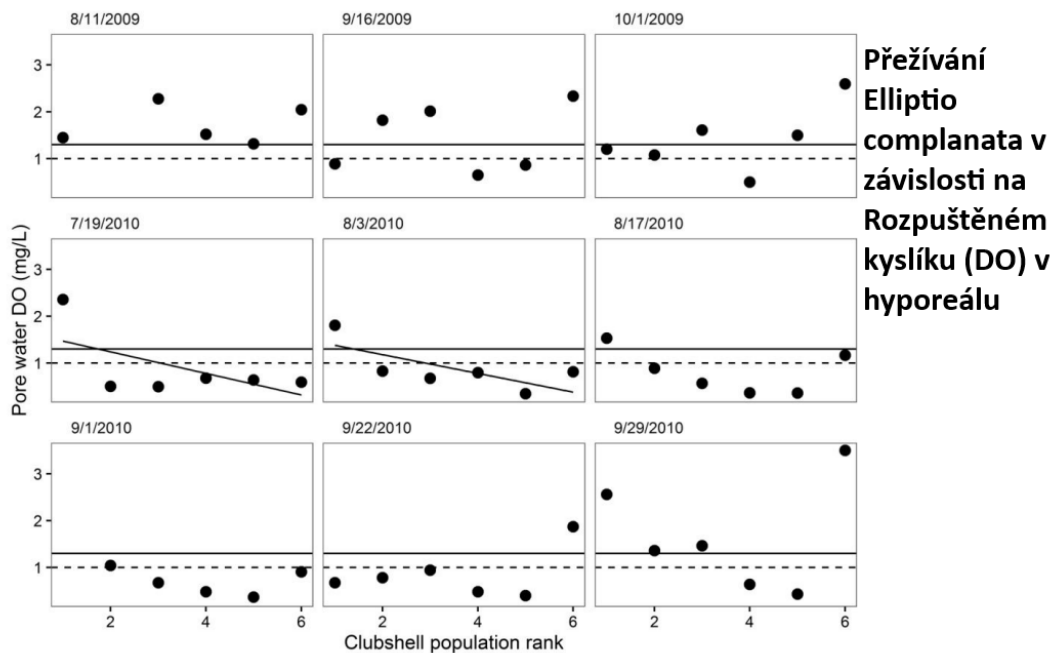 8/11/2009
9/16/2009
10/1/2009
3
2
1
7/19/2010
8/3/2010
8/17/2010
3
2
1
9/1/2010
9/22/2010
9/29/2010
3
2
1
2 4 6
2 4 6
2 4 6
Pore water DO (mg/L)
Clubshell population rank
Přežívání
Elliptio
complanata v
závislosti na
Rozpuštěném
kyslíku (DO) v
hyporeálu